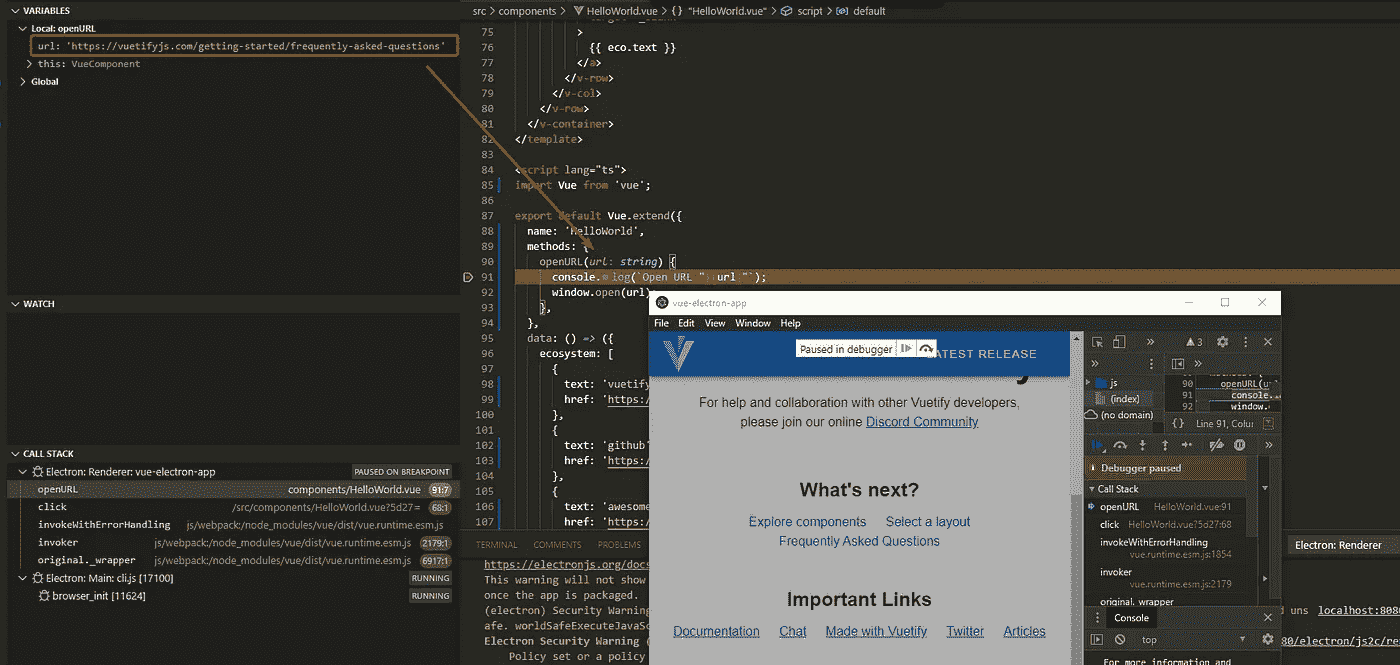 VARIABLES
Local: openURL
url: 'https://vuetifyjs.com/getting-started/frequently-asked-questions'
this: VueComponent
Global
WATCH
CALL STACK
Electron: Renderer: vue-electron-app PAUSED ON BREAKPOINT
openURL components/HelloWorld.vue 91:7
click /src/components/HelloWorld.vue?5d27= 68:1
invokeWithErrorHandling js/webpack:/node_modules/vue/dist/vue.runtime.esm.js
invoker js/webpack:/node_modules/vue/dist/vue.runtime.esm.js 2179:1
original._wrapper js/webpack:/node_modules/vue/dist/vue.runtime.esm.js 6917:1
Electron: Main: cli.js [17100] RUNNING
browser_init [11624] RUNNING
src > components > HelloWorld.vue > {} "HelloWorld.vue" > script > default
75 >
76 {{ eco.text }}
77 </a>
78 </v-row>
79 </v-col>
80 </v-row>
81 </v-container>
82 </template>
83
84 <script lang="ts">
85 import Vue from 'vue';
86
87 export default Vue.extend({
88 name: 'HelloWorld',
89 methods: {
90 openURL(url: string) {
91 console. log(`Open URL " url "`);
92 window.open(url)
93 },
94 },
95 data: () => ({
96 ecosystem: [
97 {
98 text: 'vuetify
99 href: 'https:/
100 },
101 {
102 text: 'github'
103 href: 'https:/
104 },
105 {
106 text: 'awesome
107 href: 'https:/
TERMINAL COMMENTS PROBLEMS
https://electronjs.org/docs
This warning will not show
once the app is packaged.
(electron) Security Warning
afe. worldSafeExecuteJavaSc
Electron Security Warning (
Policy set or a policy
vue-electron-app
File Edit View Window Help
Paused in debugger
LATEST RELEASE
For help and collaboration with other Vuetify developers,
please join our online Discord Community
What's next?
Explore components Select a layout
Frequently Asked Questions
Important Links
Documentation Chat Made with Vuetify Twitter Articles
3
js
(index)
(no domain)
90 openURL(u
91 console.
92 window.
{} Line 91, Colur
Debugger paused
Call Stack
openURL HelloWorld.vue:91
click HelloWorld.vue?5d27:68
invokeWithErrorHandling
vue.runtime.esm.js:1854
invoker
vue.runtime.esm.js:2179
original._wrapper
Console
top
For more information and
Electron: Renderer
d uns localhost:808
80/electron/js2c/re